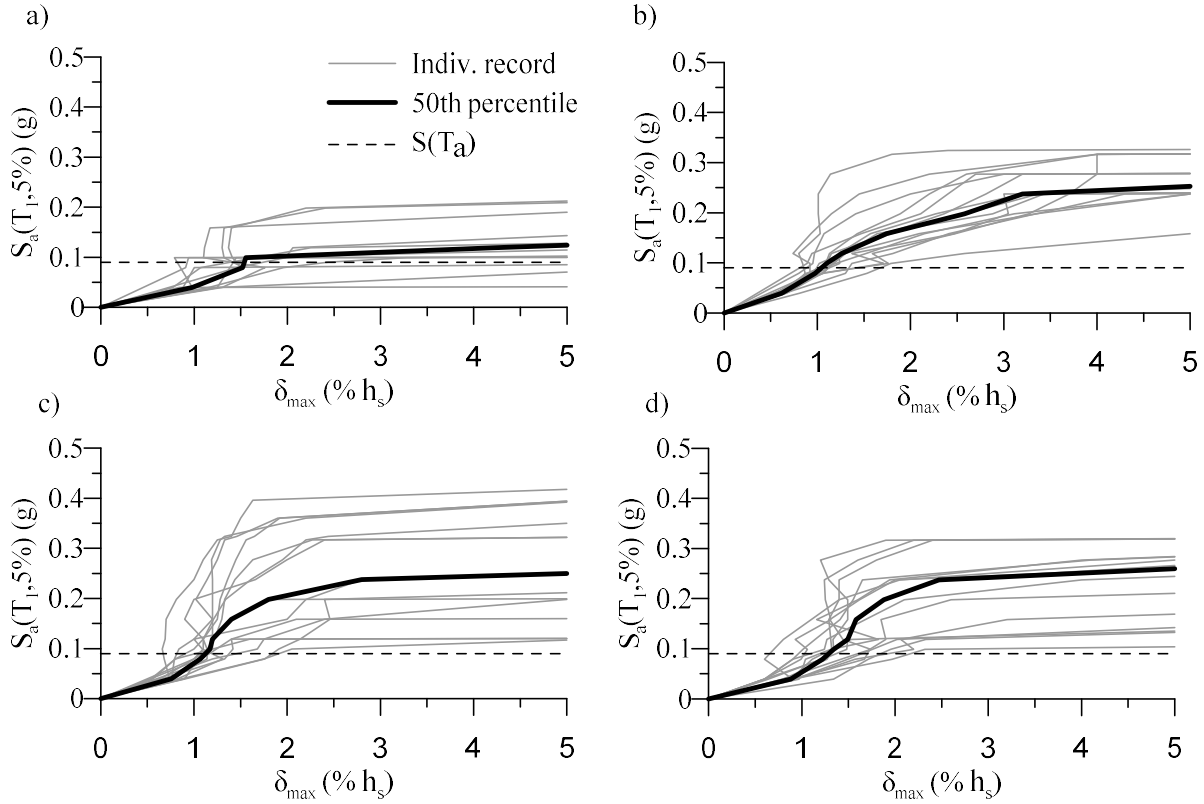 a)
0.5
0.4
0.3
0.2
0.1
0
Sa(T1,5%) (g)
Indiv. record
50th percentile
S(Ta)
0 1 2 3 4 5
δmax (% hs)
b)
0.5
0.4
0.3
0.2
0.1
0
Sa(T1,5%) (g)
0 1 2 3 4 5
δmax (% hs)
c)
0.5
0.4
0.3
0.2
0.1
0
Sa(T1,5%) (g)
0 1 2 3 4 5
δmax (% hs)
d)
0.5
0.4
0.3
0.2
0.1
0
Sa(T1,5%) (g)
0 1 2 3 4 5
δmax (% hs)